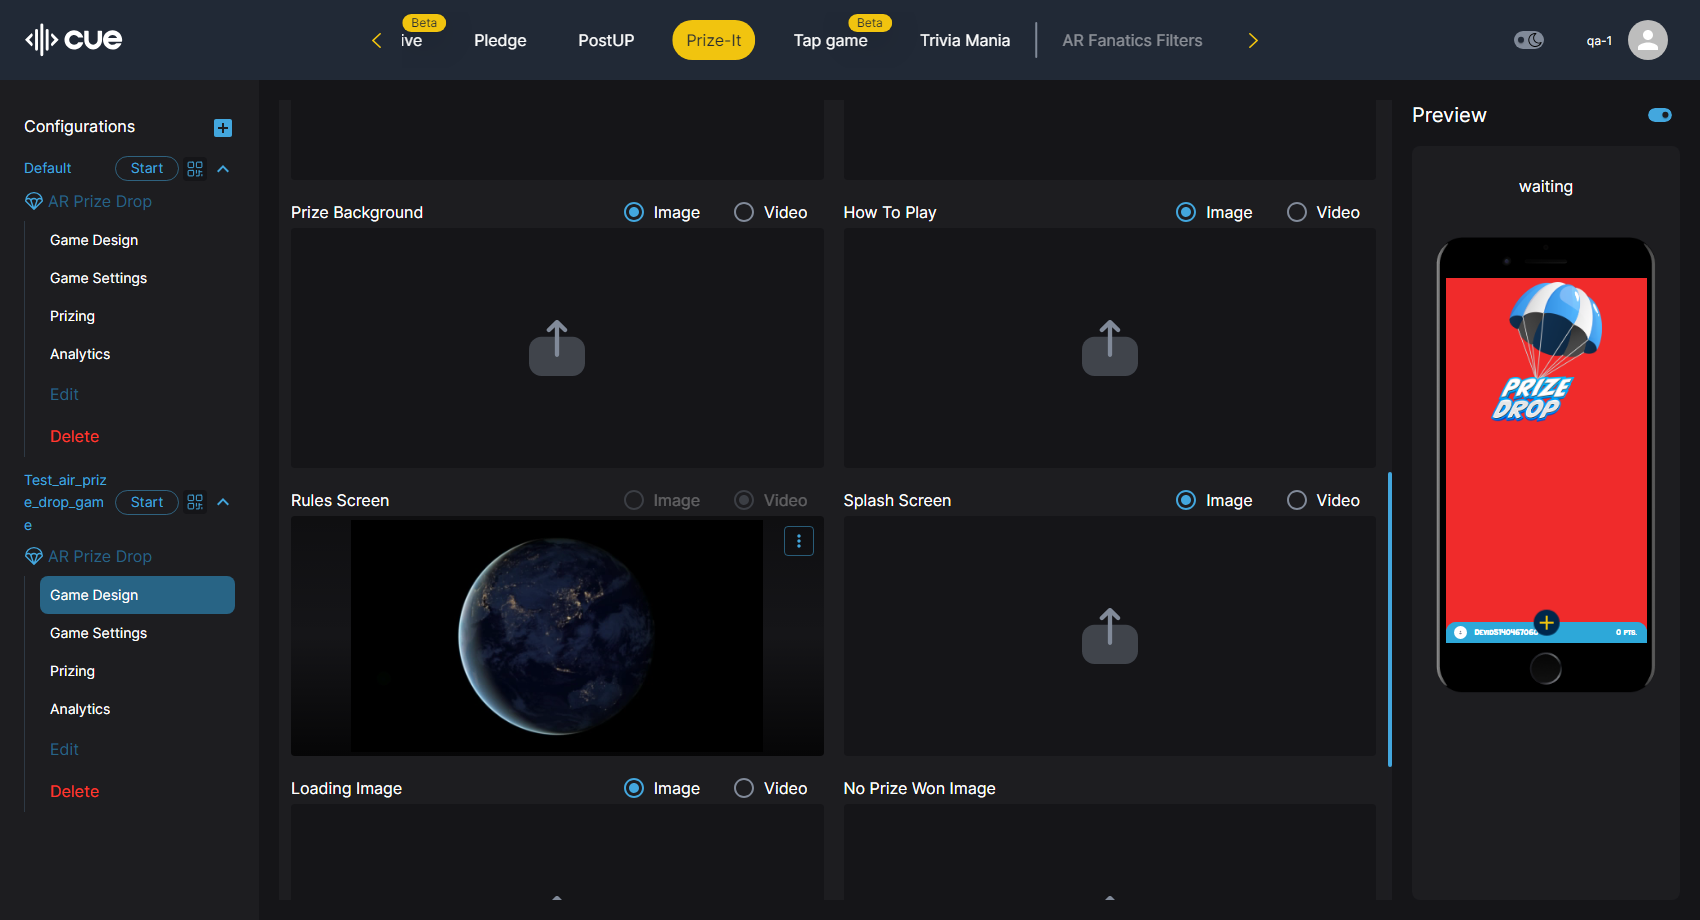 cue
Beta
Beta
ive
Pledge
PostUP
Prize-It
Tap game
Trivia Mania
AR Fanatics Filters
qa-1
Configurations
Default
Start
AR Prize Drop
Game Design
Game Settings
Prizing
Analytics
Edit
Delete
Test_air_priz
e_drop_gam
e
Start
AR Prize Drop
Game Design
Game Settings
Prizing
Analytics
Edit
Delete
Prize Background
Image
Video
How To Play
Image
Video
Rules Screen
Image
Video
Splash Screen
Image
Video
Loading Image
Image
Video
No Prize Won Image
Preview
waiting
PRIZE
DROP
0 PTS.